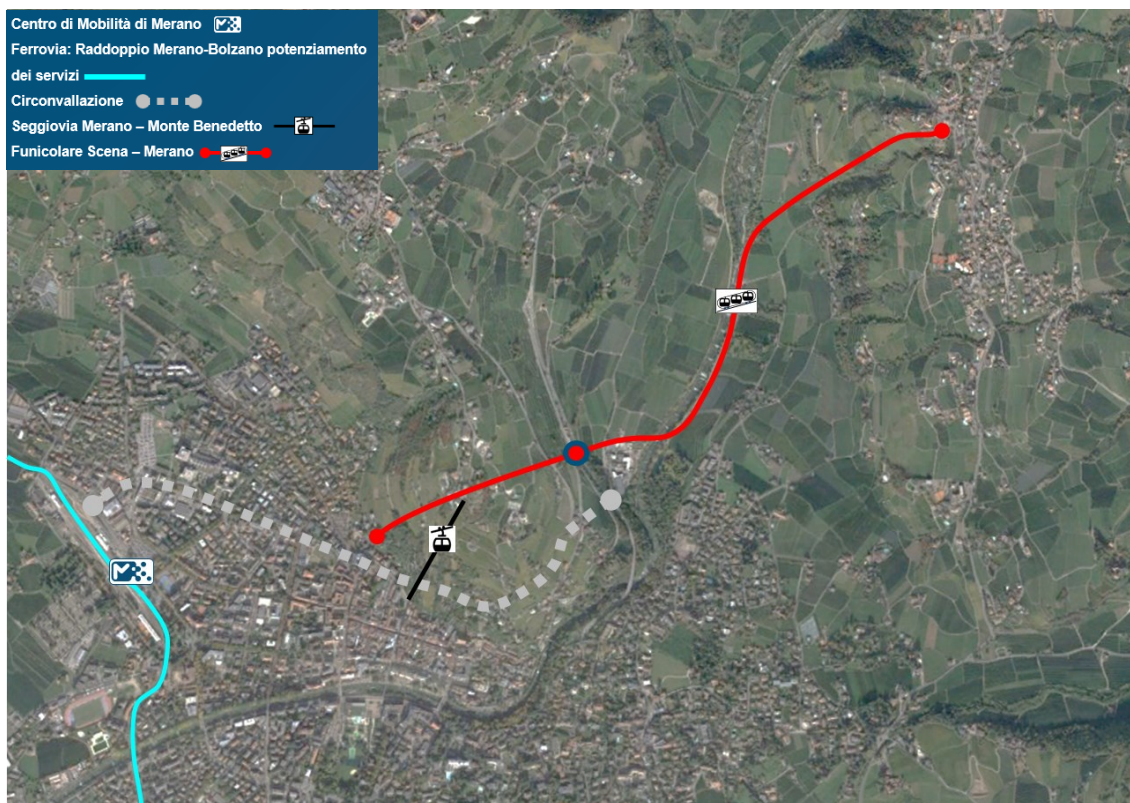 Centro di Mobilità di Merano
Ferrovia: Raddoppio Merano-Bolzano potenziamento
dei servizi
Circonvallazione
Seggiovia Merano – Monte Benedetto
Funicolare Scena – Merano